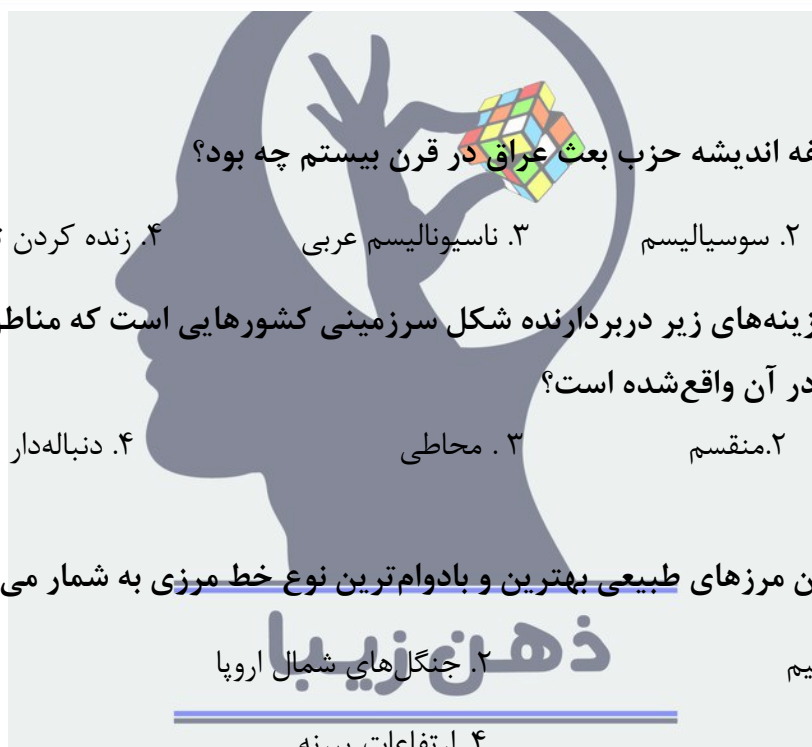 اندیشه حزب بعث عراق در قرن بیستم چه بود؟
۲. سوسیالیسم ۳. ناسیونالیسم عربی ۴. زنده کردن
زینه‌های زیر دربردارنده شکل سرزمینی کشورهایی است که
در آن واقع‌شده است؟
۲.منقسم ۳ . محاطی ۴. دنباله‌دار
ن مرزهای طبیعی بهترین و بادوام‌ترین نوع خط مرزی به شمار می
ذهن زیبا
یم ۲. جنگل‌های شمال اروپا
۴. ارتفاعات